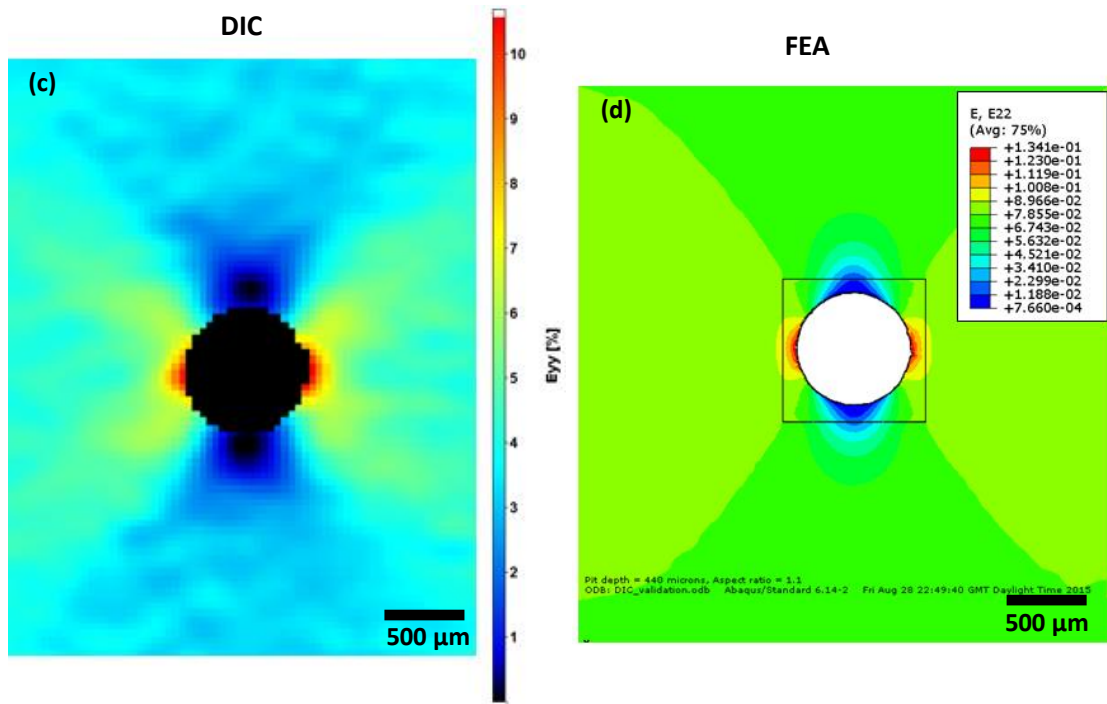 DIC
(c)
10
9
8
7
6
5
4
3
2
1
Eyy [%]
500 μm
FEA
(d)
E, E22
(Avg: 75%)
+1.341e-01
+1.230e-01
+1.119e-01
+1.008e-01
+8.966e-02
+7.855e-02
+6.743e-02
+5.632e-02
+4.521e-02
+3.410e-02
+2.299e-02
+1.188e-02
+7.660e-04
Pit depth = 440 microns, Aspect ratio = 1.1
ODB: DIC_validation.odb Abaqus/Standard 6.14-2 Fri Aug 28 22:49:40 GMT Daylight Time 2015
500 μm